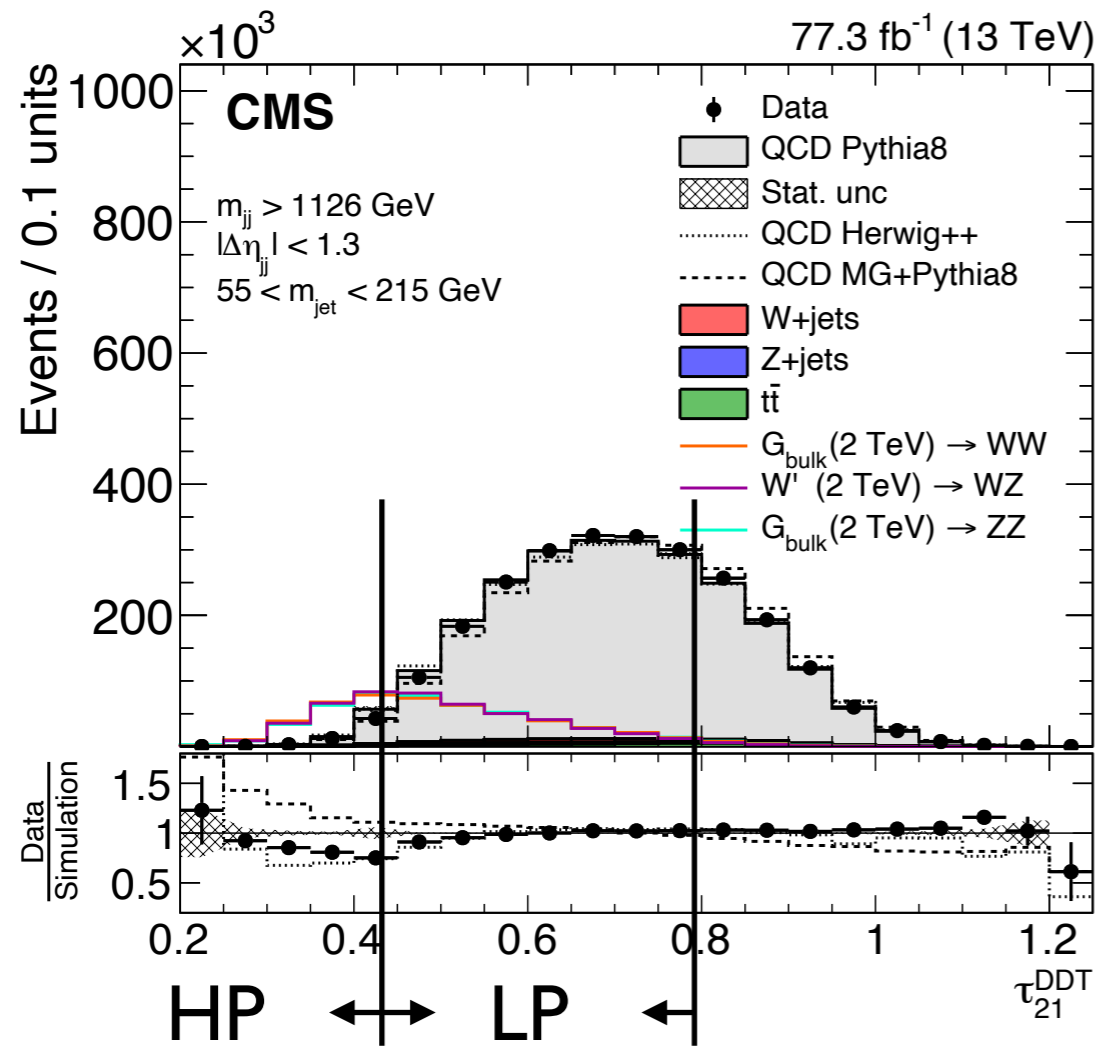 ×10³
77.3 fb⁻¹ (13 TeV)
Events / 0.1 units
1000
800
600
400
200
CMS
m_jj > 1126 GeV
|Δη_jj| < 1.3
55 < m_jet < 215 GeV
Data
QCD Pythia8
Stat. unc
QCD Herwig++
QCD MG+Pythia8
W+jets
Z+jets
tt̄
G_bulk(2 TeV) → WW
W' (2 TeV) → WZ
G_bulk(2 TeV) → ZZ
Data
Simulation
1.5
1
0.5
0.2 0.4 0.6 0.8 1 1.2
τ₂₁^DDT
HP LP